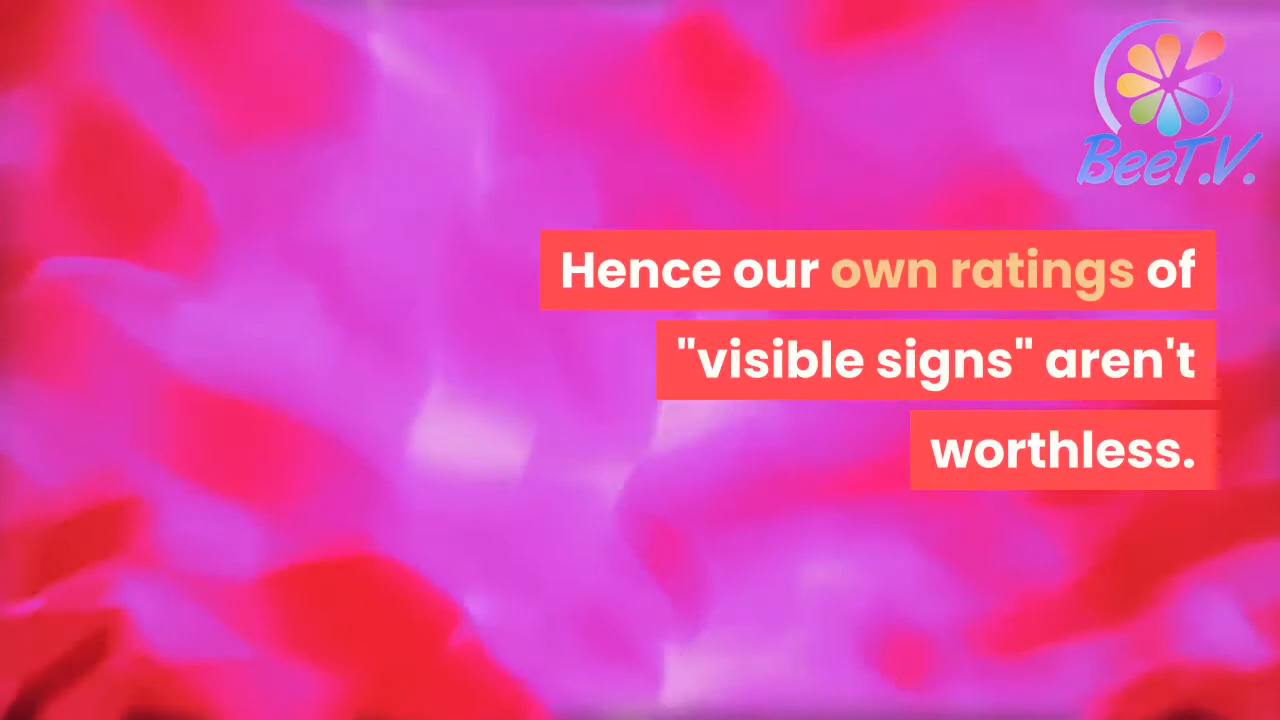 BeeT.V.
Hence our own ratings of
"visible signs" aren't
worthless.